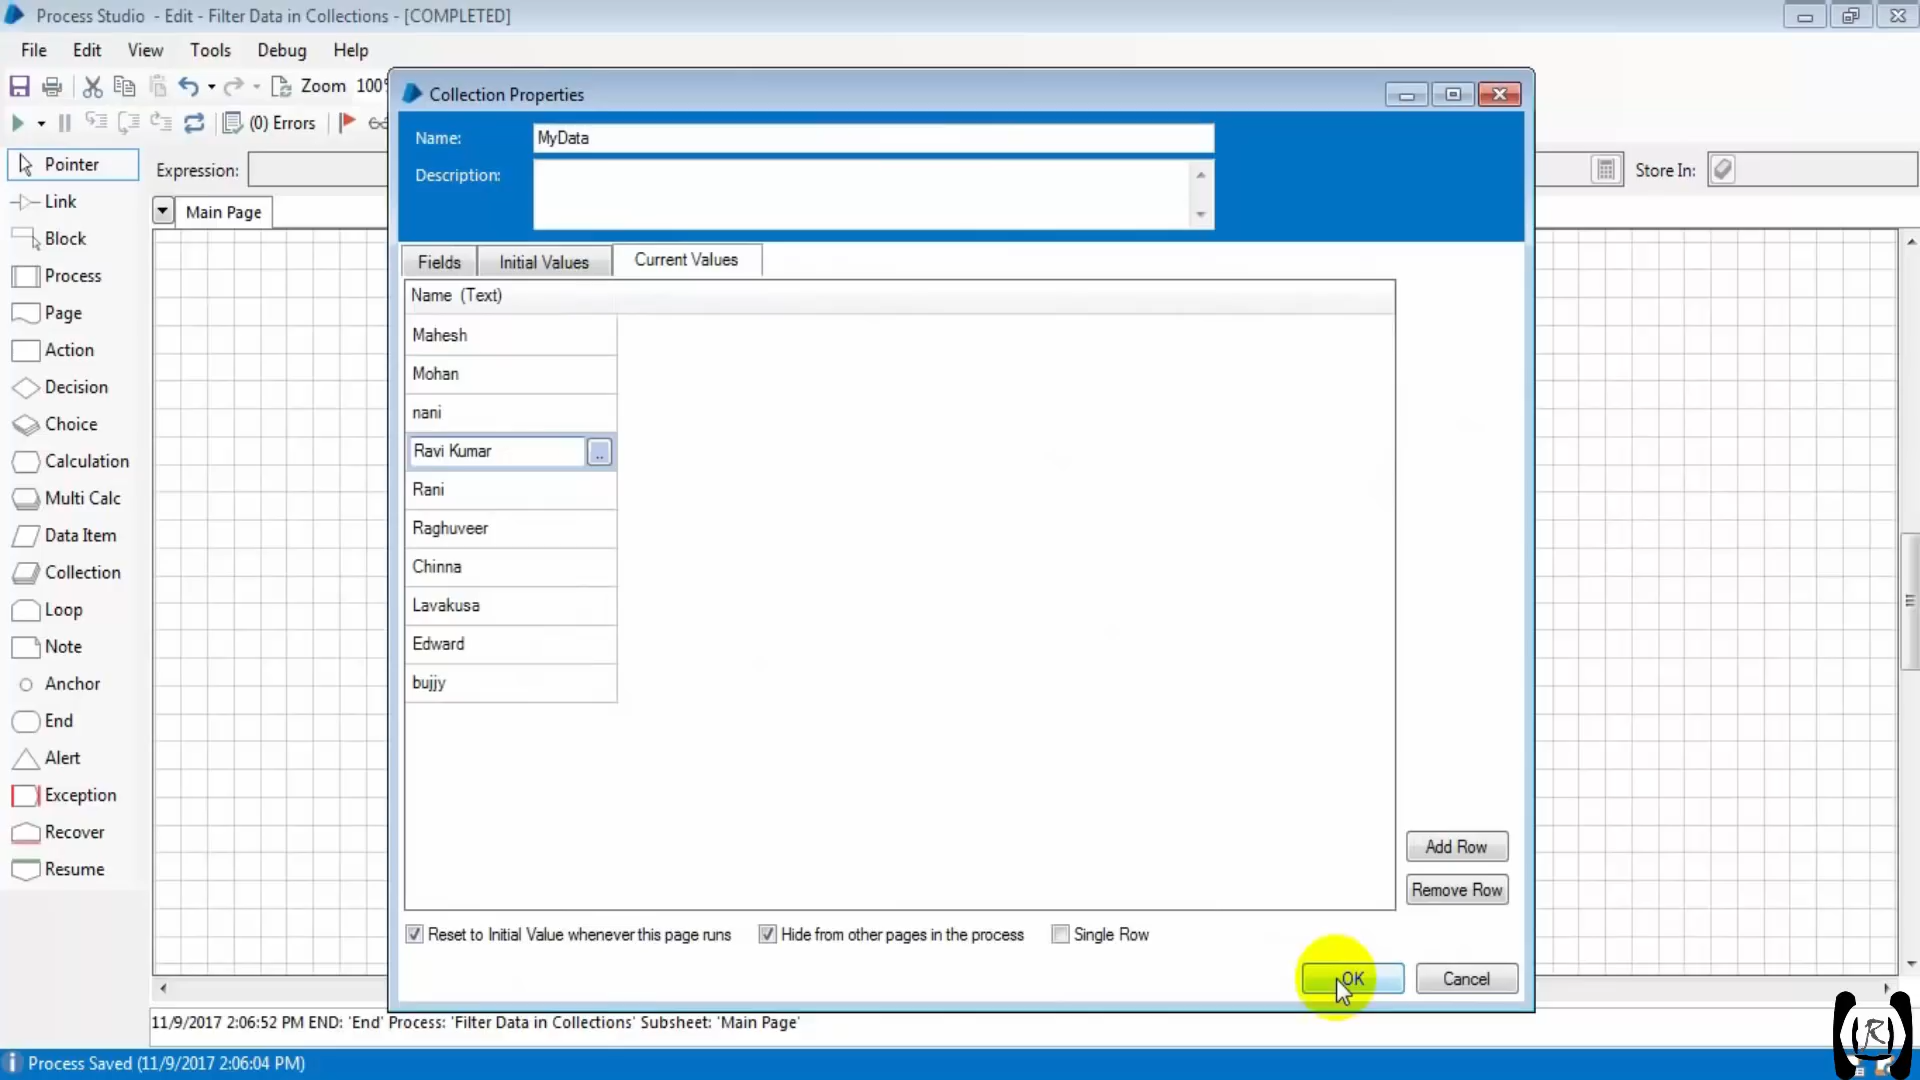 Process Studio - Edit - Filter Data in Collections - [COMPLETED]
File Edit View Tools Debug Help
Zoom 100%
(0) Errors
Pointer
Link
Block
Process
Page
Action
Decision
Choice
Calculation
Multi Calc
Data Item
Collection
Loop
Note
Anchor
End
Alert
Exception
Recover
Resume
Expression:
Store In:
Main Page
Collection Properties
Name: MyData
Description:
Fields Initial Values Current Values
Name (Text)
Mahesh
Mohan
nani
Ravi Kumar ..
Rani
Raghuveer
Chinna
Lavakusa
Edward
bujjy
Add Row
Remove Row
Reset to Initial Value whenever this page runs Hide from other pages in the process Single Row
OK Cancel
11/9/2017 2:06:52 PM END: 'End' Process: 'Filter Data in Collections' Subsheet: 'Main Page'
Process Saved (11/9/2017 2:06:04 PM)
R